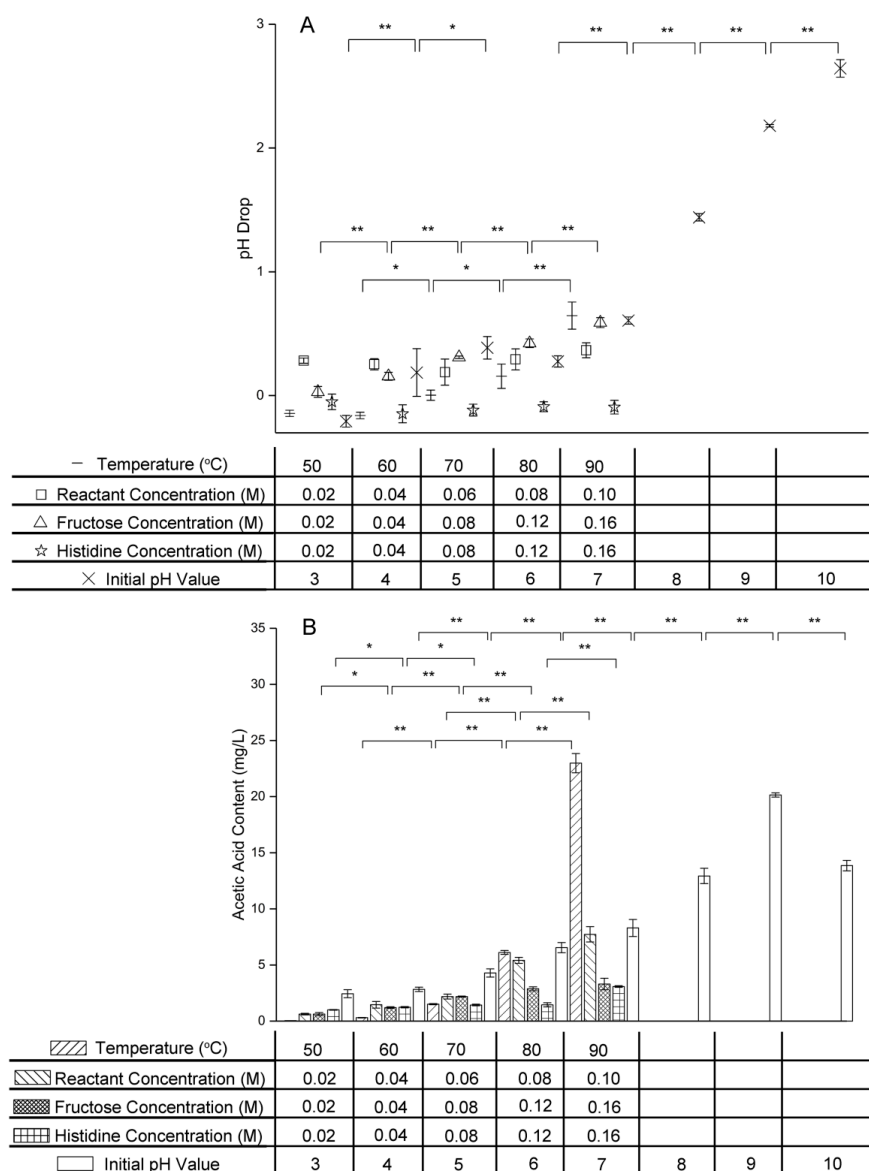 A
** *
** ** ** **
3
2
pH Drop
** ** ** **
1
* * **
0
Temperature (°C) 50 60 70 80 90
Reactant Concentration (M) 0.02 0.04 0.06 0.08 0.10
Fructose Concentration (M) 0.02 0.04 0.08 0.12 0.16
Histidine Concentration (M) 0.02 0.04 0.08 0.12 0.16
Initial pH Value 3 4 5 6 7 8 9 10
B
35
** ** ** ** ** **
* * **
30
* ** **
** **
25
** ** **
20
Acetic Acid Content (mg/L)
15
10
5
0
Temperature (°C) 50 60 70 80 90
Reactant Concentration (M) 0.02 0.04 0.06 0.08 0.10
Fructose Concentration (M) 0.02 0.04 0.08 0.12 0.16
Histidine Concentration (M) 0.02 0.04 0.08 0.12 0.16
Initial pH Value 3 4 5 6 7 8 9 10